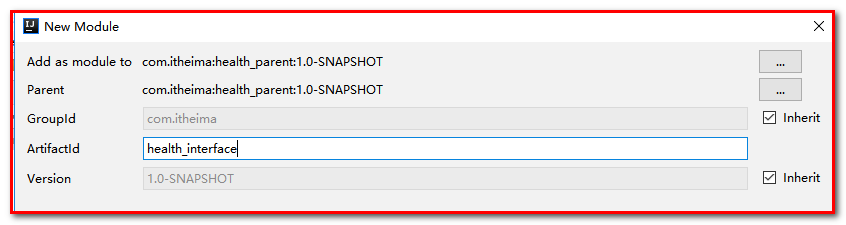 IJ New Module
Add as module to com.itheima:health_parent:1.0-SNAPSHOT ...
Parent com.itheima:health_parent:1.0-SNAPSHOT ...
GroupId com.itheima Inherit
ArtifactId health_interface
Version 1.0-SNAPSHOT Inherit